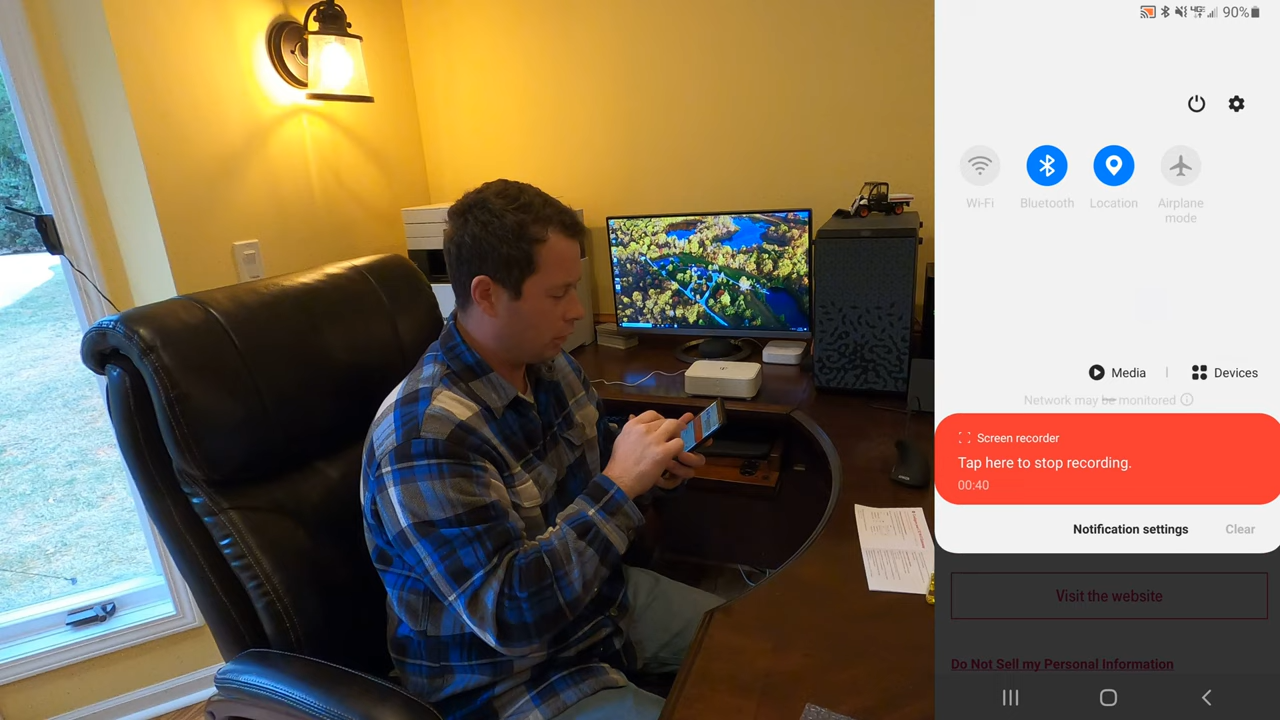 90%
Wi-Fi
Bluetooth
Location
Airplane
mode
Media
Devices
Network may be monitored
Screen recorder
Tap here to stop recording.
00:40
Notification settings
Clear
Visit the website
Do Not Sell my Personal Information